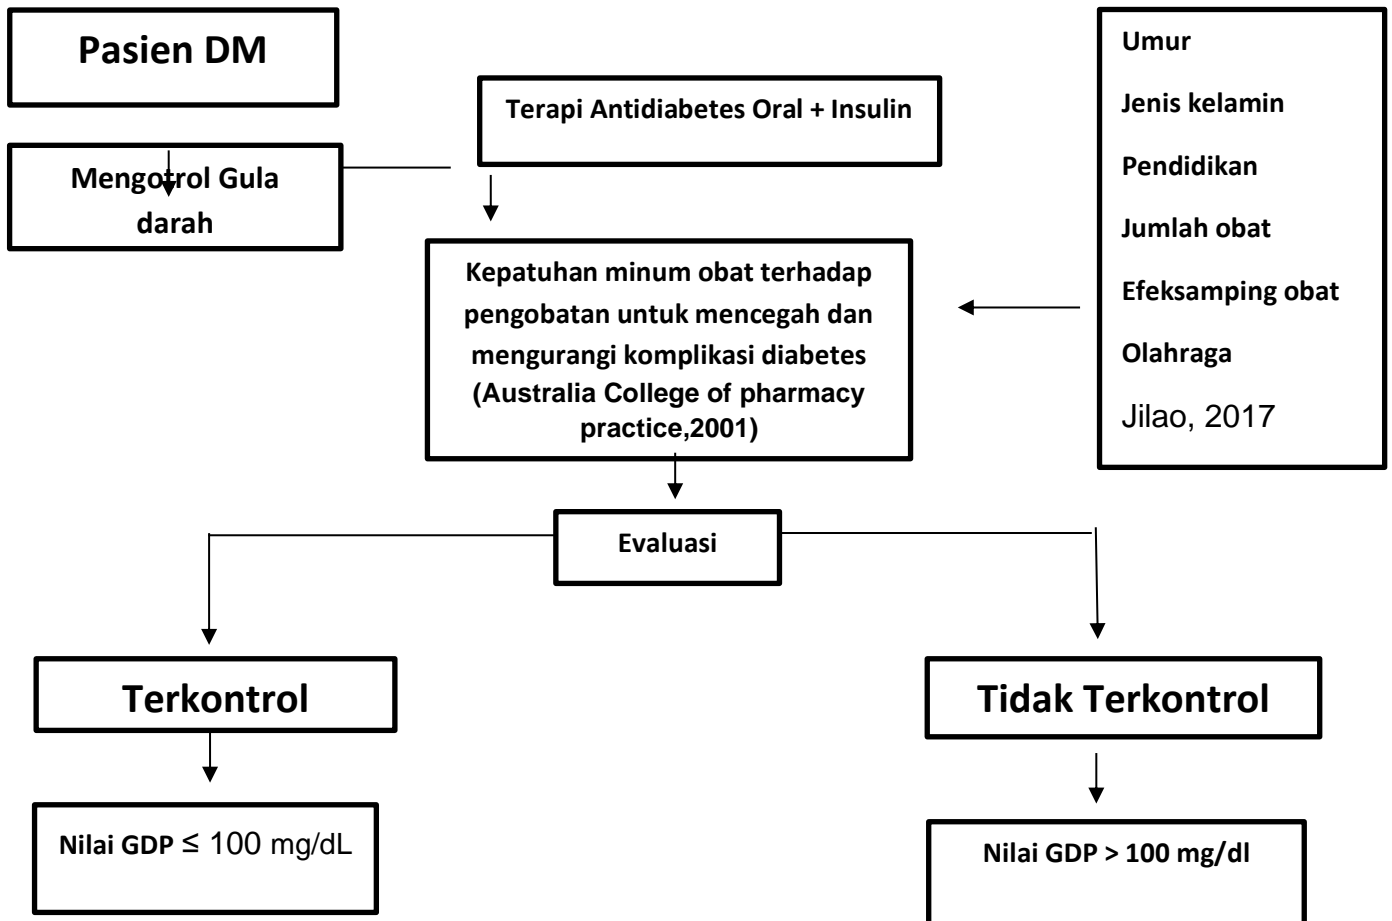 Pasien DM
Terapi Antidiabetes Oral + Insulin
Mengotrol Gula
darah
Kepatuhan minum obat terhadap
pengobatan untuk mencegah dan
mengurangi komplikasi diabetes
(Australia College of pharmacy
practice,2001)
Umur
Jenis kelamin
Pendidikan
Jumlah obat
Efeksamping obat
Olahraga
Jilao, 2017
Evaluasi
Terkontrol
Tidak Terkontrol
Nilai GDP ≤ 100 mg/dL
Nilai GDP > 100 mg/dl